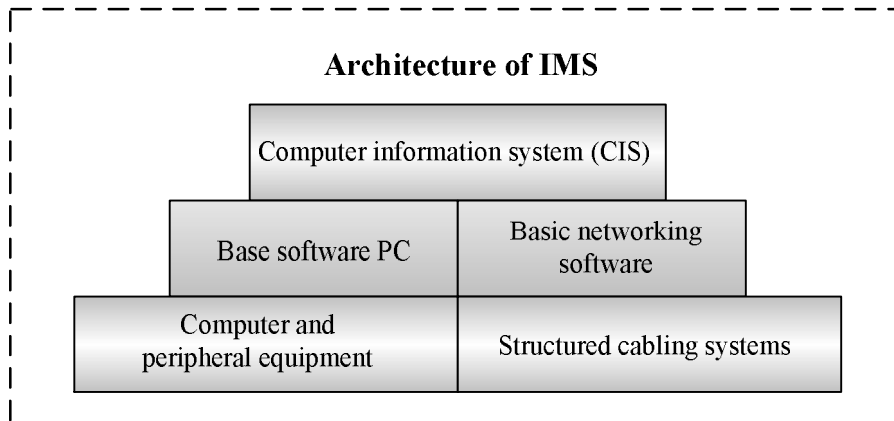 Architecture of IMS
Computer information system (CIS)
Base software PC
Basic networking
software
Computer and
peripheral equipment
Structured cabling systems